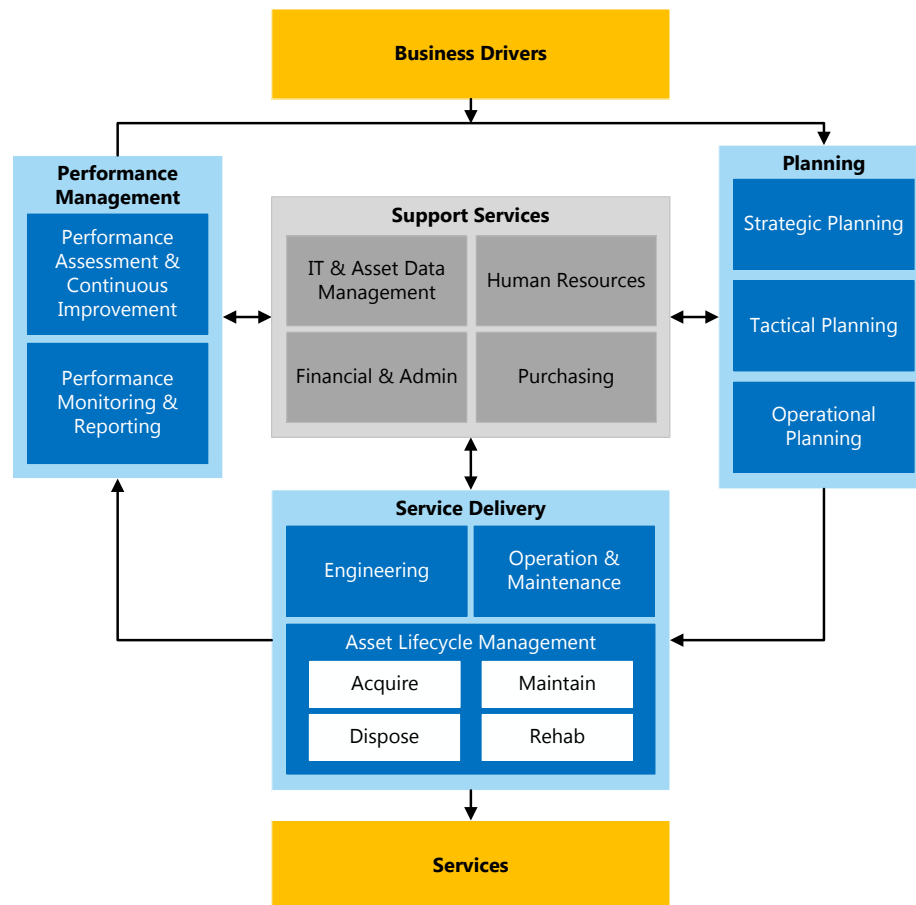 Business Drivers
Performance
Management
Performance
Assessment &
Continuous
Improvement
Performance
Monitoring &
Reporting
Support Services
IT & Asset Data
Management
Human Resources
Financial & Admin
Purchasing
Planning
Strategic Planning
Tactical Planning
Operational
Planning
Service Delivery
Engineering
Operation &
Maintenance
Asset Lifecycle Management
Acquire
Maintain
Dispose
Rehab
Services